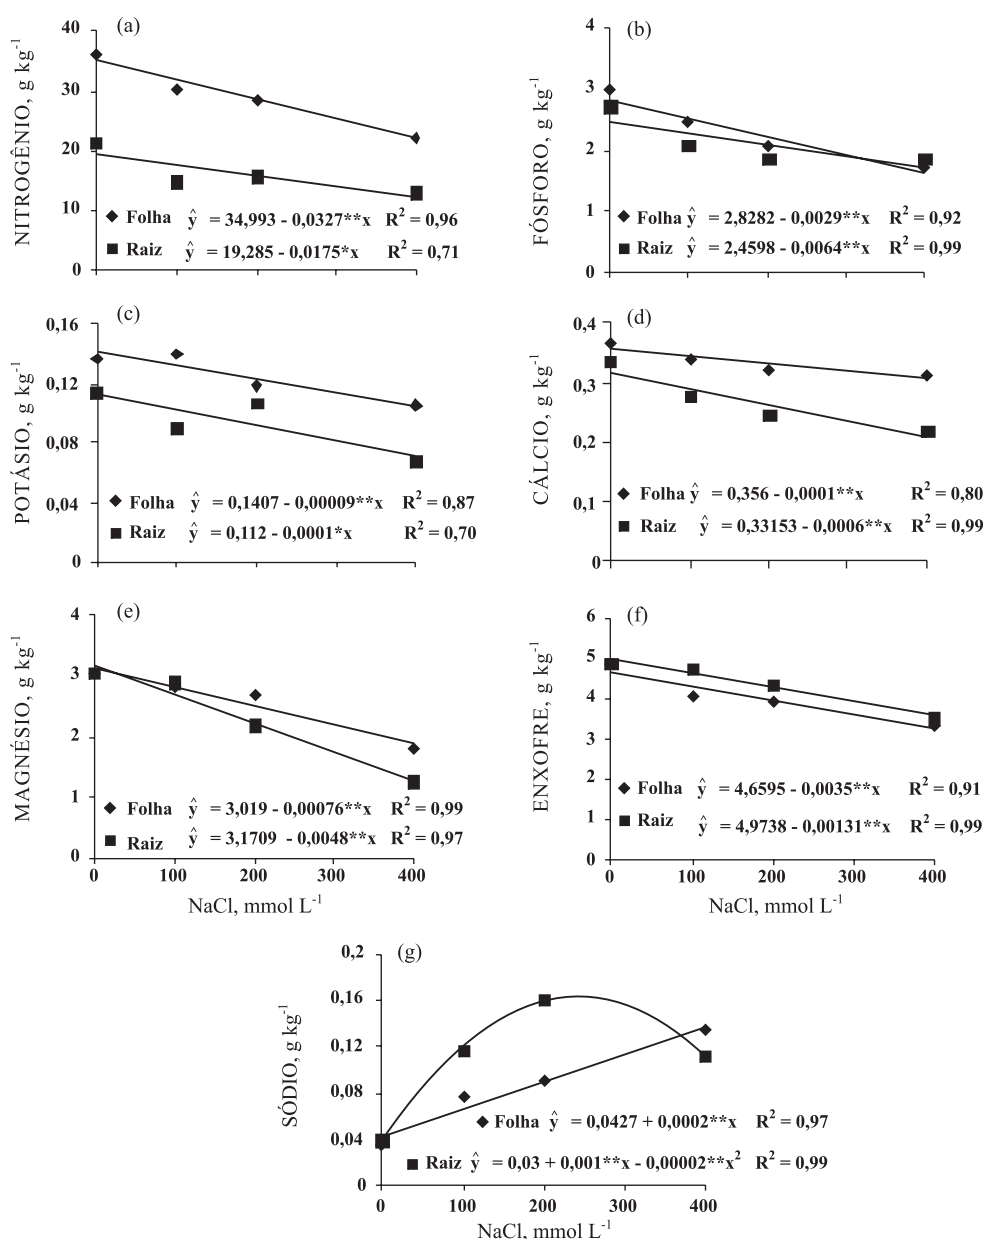 (a)
NITROGÊNIO, g kg⁻¹
40
30
20
10
0
Folha ŷ = 34,993 - 0,0327**x R² = 0,96
Raiz ŷ = 19,285 - 0,0175*x R² = 0,71
(b)
FÓSFORO, g kg⁻¹
4
3
2
1
0
Folha ŷ = 2,8282 - 0,0029**x R² = 0,92
Raiz ŷ = 2,4598 - 0,0064**x R² = 0,99
(c)
POTÁSIO, g kg⁻¹
0,16
0,12
0,08
0,04
0
Folha ŷ = 0,1407 - 0,00009**x R² = 0,87
Raiz ŷ = 0,112 - 0,0001*x R² = 0,70
(d)
CÁLCIO, g kg⁻¹
0,4
0,3
0,2
0,1
0
Folha ŷ = 0,356 - 0,0001**x R² = 0,80
Raiz ŷ = 0,33153 - 0,0006**x R² = 0,99
(e)
MAGNÉSIO, g kg⁻¹
4
3
2
1
0
Folha ŷ = 3,019 - 0,00076**x R² = 0,99
Raiz ŷ = 3,1709 - 0,0048**x R² = 0,97
0 100 200 300 400
NaCl, mmol L⁻¹
(f)
ENXOFRE, g kg⁻¹
6
5
4
3
2
1
0
Folha ŷ = 4,6595 - 0,0035**x R² = 0,91
Raiz ŷ = 4,9738 - 0,00131**x R² = 0,99
0 100 200 300 400
NaCl, mmol L⁻¹
(g)
SÓDIO, g kg⁻¹
0,2
0,16
0,12
0,08
0,04
0
Folha ŷ = 0,0427 + 0,0002**x R² = 0,97
Raiz ŷ = 0,03 + 0,001**x - 0,00002**x² R² = 0,99
0 100 200 300 400
NaCl, mmol L⁻¹